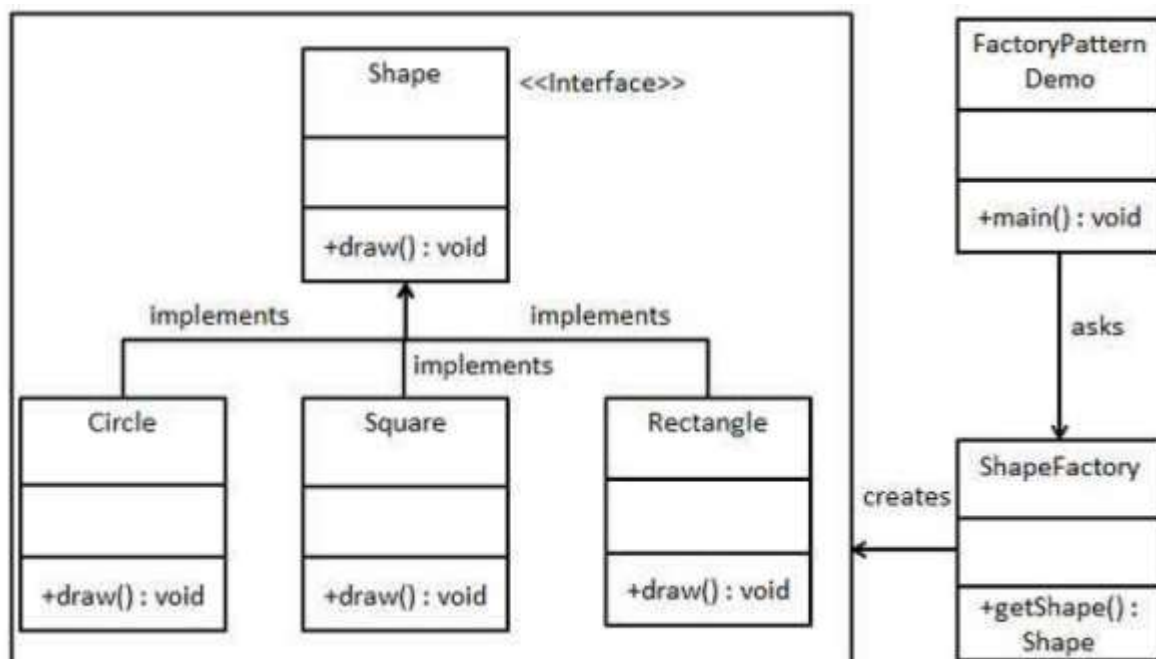 Shape
<<Interface>>
+draw() : void
implements
implements
implements
Circle
+draw() : void
Square
+draw() : void
Rectangle
+draw() : void
FactoryPattern
Demo
+main() : void
asks
ShapeFactory
+getShape() :
Shape
creates